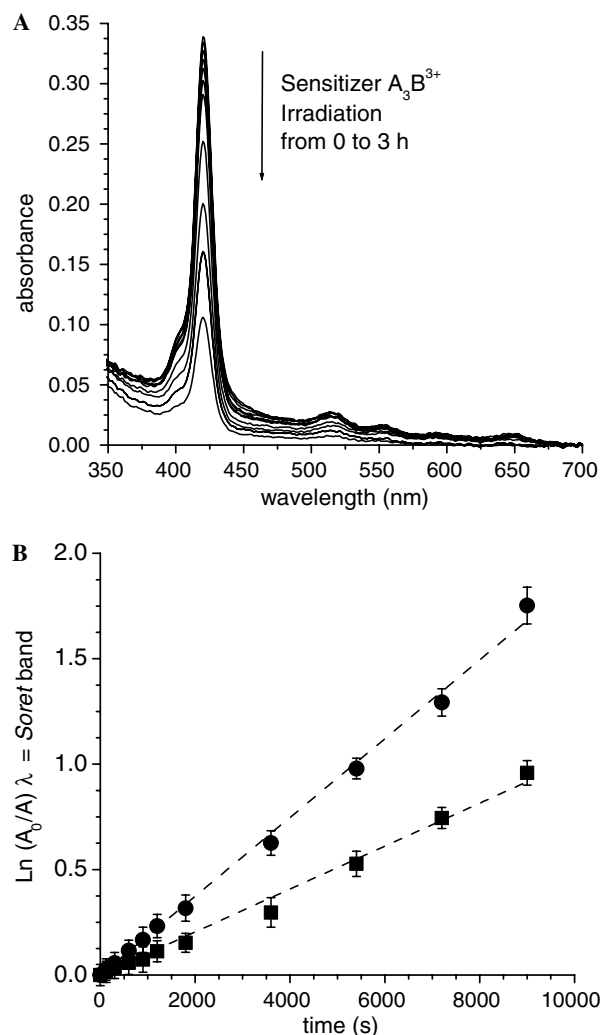 A
0.35
0.30
0.25
0.20
0.15
0.10
0.05
0.00
absorbance
Sensitizer A₃B³⁺
Irradiation
from 0 to 3 h
350 400 450 500 550 600 650 700
wavelength (nm)
B
2.0
1.5
1.0
0.5
0.0
Ln (A₀/A) λ = Soret band
0 2000 4000 6000 8000 10000
time (s)